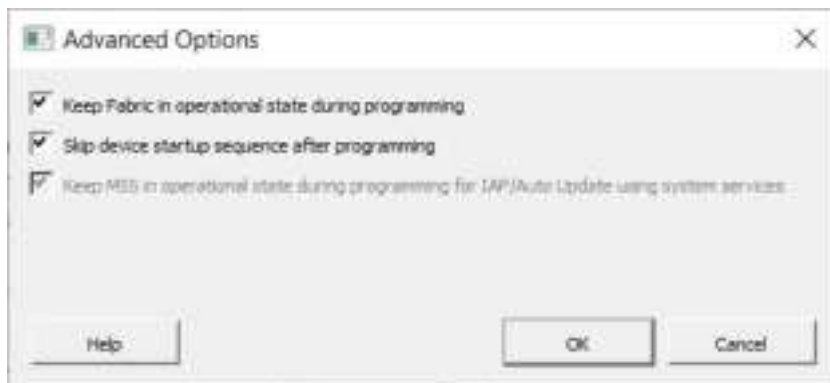 Advanced Options
Keep Fabric in operational state during programming
Skip device startup sequence after programming
Keep MSS in operational state during programming for IAP/Auto Update using system services
Help
OK
Cancel